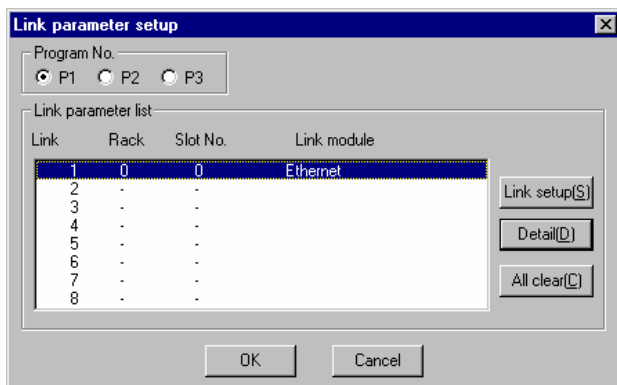 Link parameter setup
Program No.
P1 P2 P3
Link parameter list
Link Rack Slot No. Link module
1 0 0 Ethernet
2 - -
3 - -
4 - -
5 - -
6 - -
7 - -
8 - -
Link setup(S)
Detail(D)
All clear(C)
OK Cancel